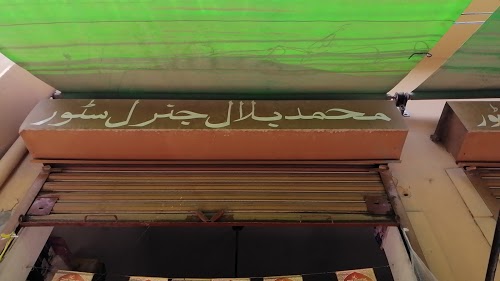 محمد بلال جنرل سٹور